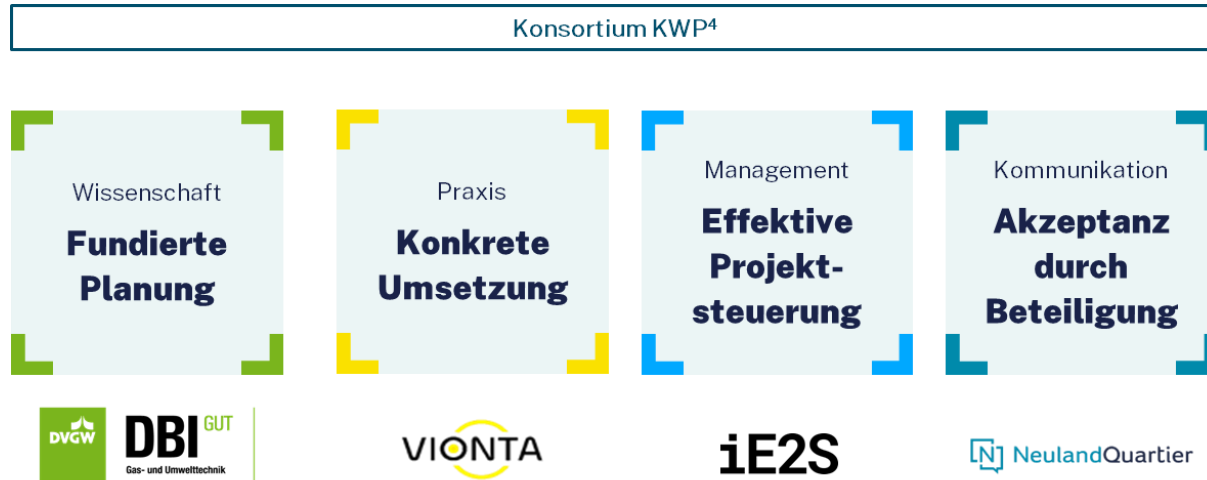 Konsortium KWP⁴
Wissenschaft
Fundierte
Planung
Praxis
Konkrete
Umsetzung
Management
Effektive
Projekt-
steuerung
Kommunikation
Akzeptanz
durch
Beteiligung
DVGW
DBI GUT
Gas- und Umwelttechnik
VIONTA
iE2S
[N] NeulandQuartier